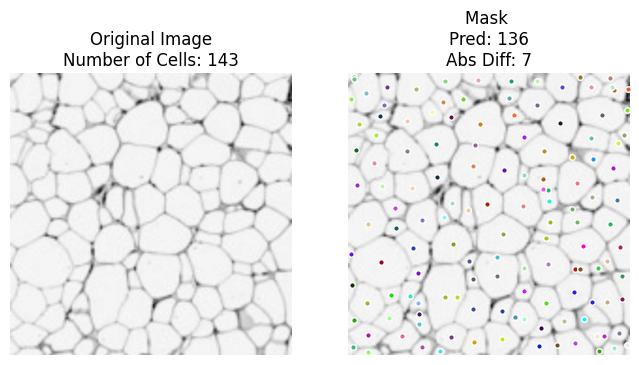 Original Image
Number of Cells: 143
Mask
Pred: 136
Abs Diff: 7